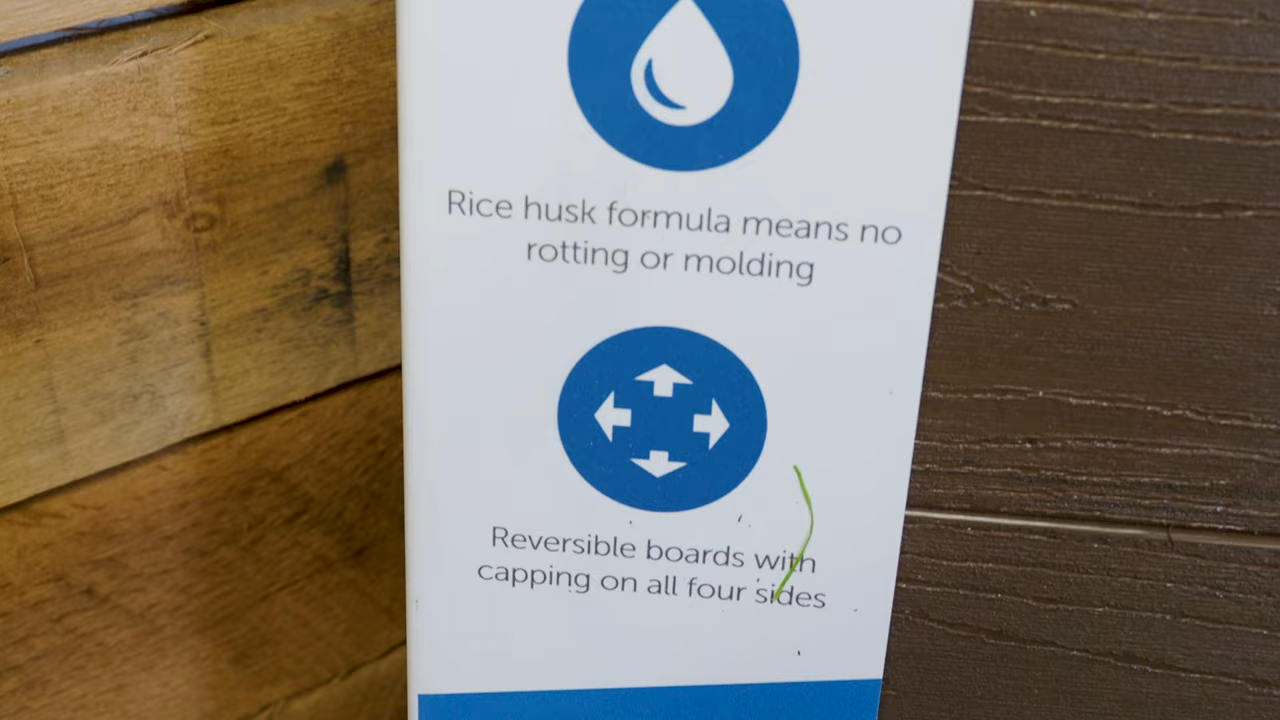 Rice husk formula means no
rotting or molding
Reversible boards with
capping on all four sides